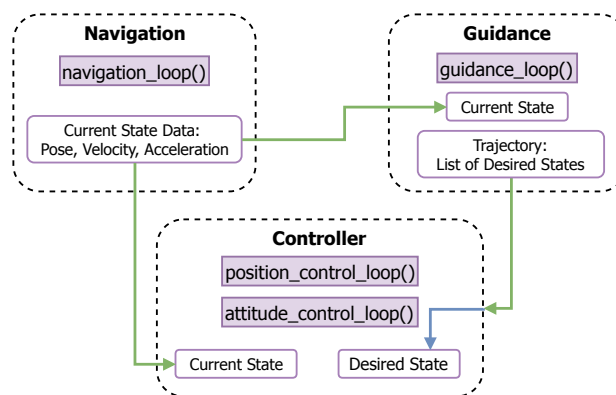 Navigation
navigation_loop()
Current State Data:
Pose, Velocity, Acceleration
Guidance
guidance_loop()
Current State
Trajectory:
List of Desired States
Controller
position_control_loop()
attitude_control_loop()
Current State
Desired State